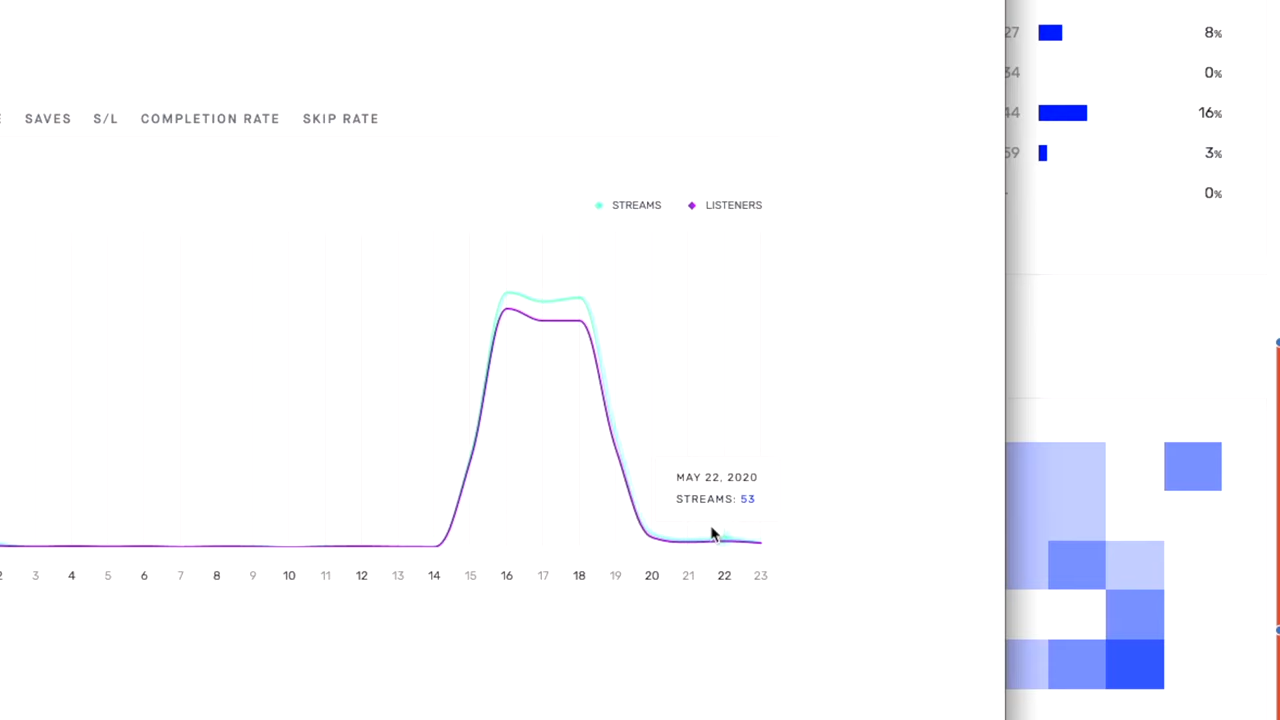 SAVES S/L COMPLETION RATE SKIP RATE
STREAMS LISTENERS
MAY 22, 2020
STREAMS: 53
3 4 5 6 7 8 9 10 11 12 13 14 15 16 17 18 19 20 21 22 23
27 8%
34 0%
44 16%
59 3%
0%